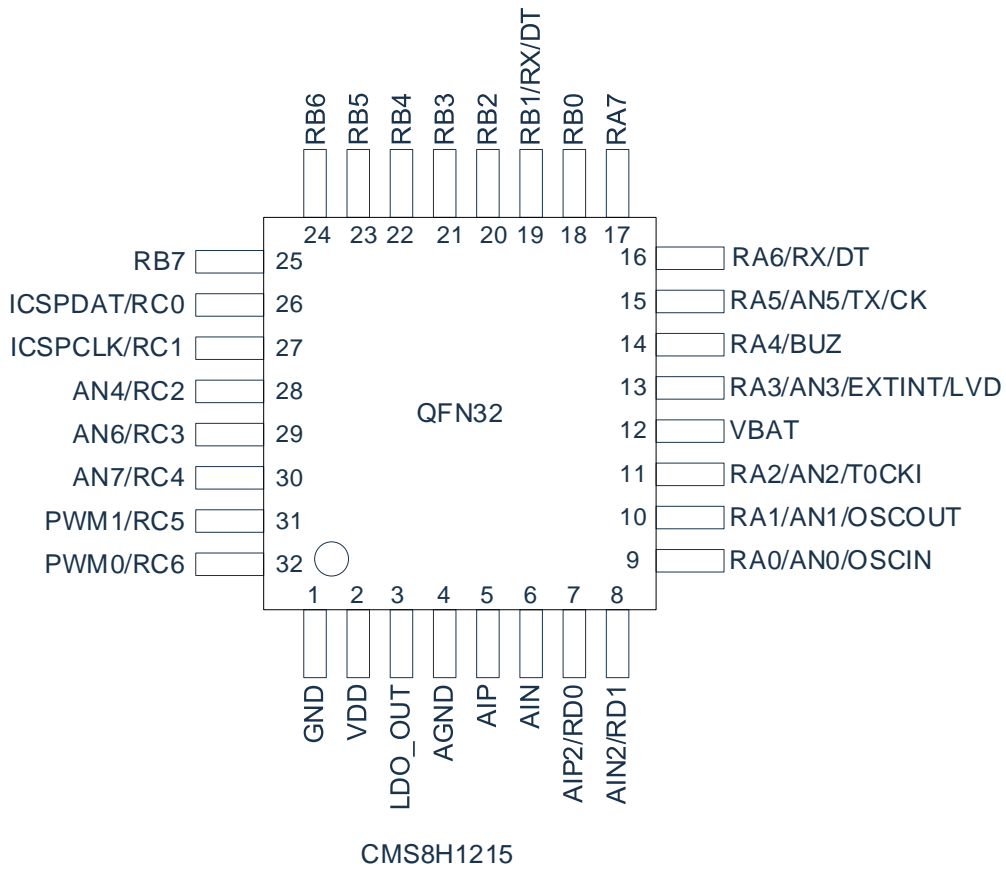 RB6
RB5
RB4
RB3
RB2
RB1/RX/DT
RB0
RA7
24
23
22
21
20
19
18
17
RB7
25
16
RA6/RX/DT
ICSPDAT/RC0
26
15
RA5/AN5/TX/CK
ICSPCLK/RC1
27
14
RA4/BUZ
AN4/RC2
28
13
RA3/AN3/EXTINT/LVD
QFN32
AN6/RC3
29
12
VBAT
AN7/RC4
30
11
RA2/AN2/T0CKI
PWM1/RC5
31
10
RA1/AN1/OSCOUT
PWM0/RC6
32
9
RA0/AN0/OSCIN
1
2
3
4
5
6
7
8
GND
VDD
LDO_OUT
AGND
AIP
AIN
AIP2/RD0
AIN2/RD1
CMS8H1215